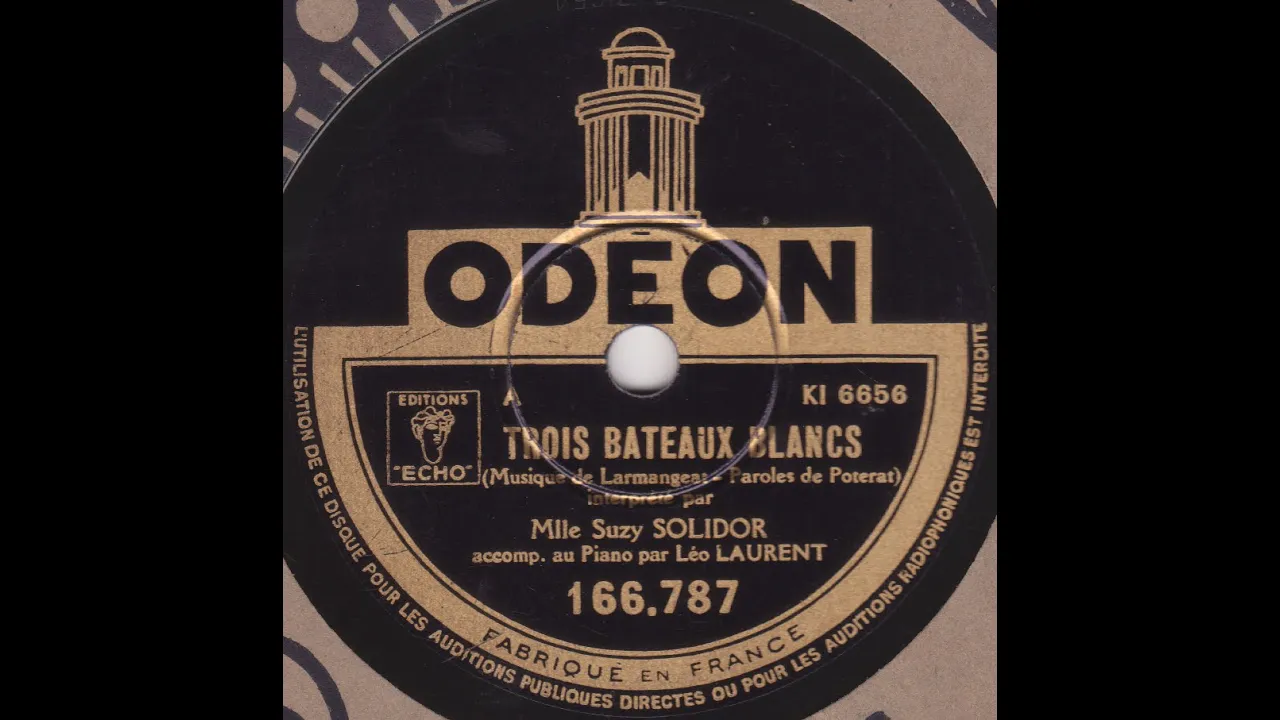 ODEON
A
KI 6656
EDITIONS
"ECHO"
TROIS BATEAUX BLANCS
(Musique de Larmangeat - Paroles de Poterat)
interprété par
Mlle Suzy SOLIDOR
accomp. au Piano par Léo LAURENT
166.787
FABRIQUÉ EN FRANCE
L'UTILISATION DE CE DISQUE POUR LES AUDITIONS PUBLIQUES DIRECTES OU POUR LES AUDITIONS RADIOPHONIQUES EST INTERDITE